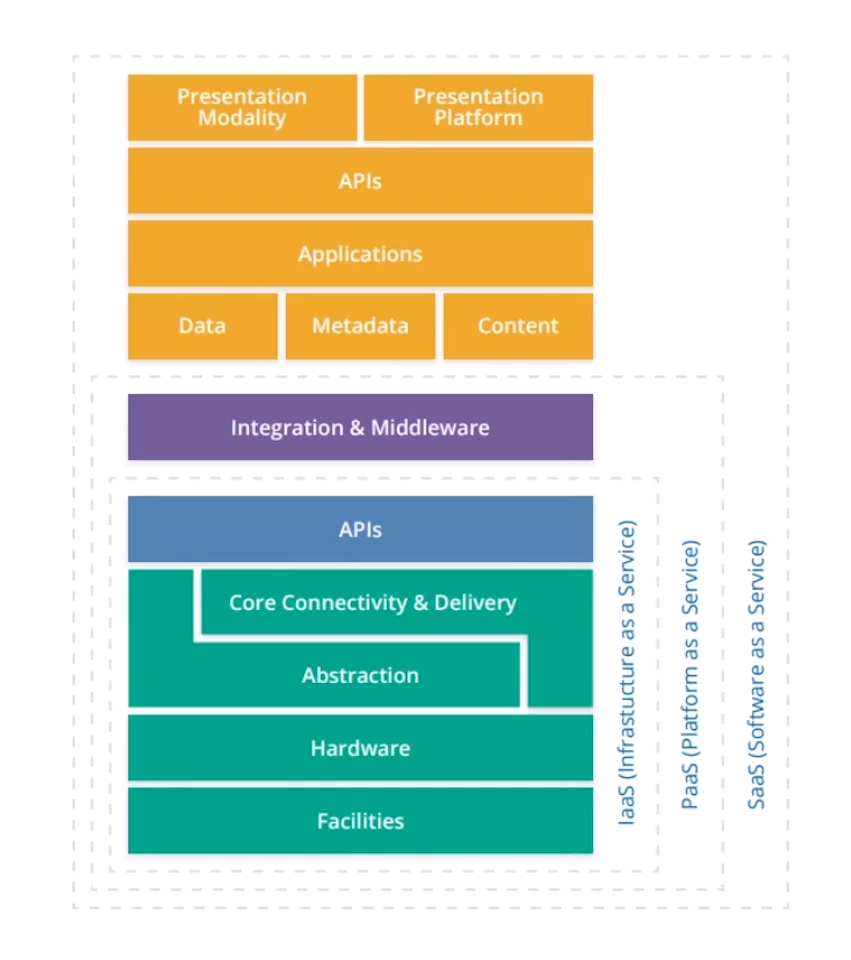 Presentation
Modality
Presentation
Platform
APIs
Applications
Data
Metadata
Content
Integration & Middleware
APIs
Core Connectivity & Delivery
Abstraction
Hardware
Facilities
IaaS (Infrastucture as a Service)
PaaS (Platform as a Service)
SaaS (Software as a Service)